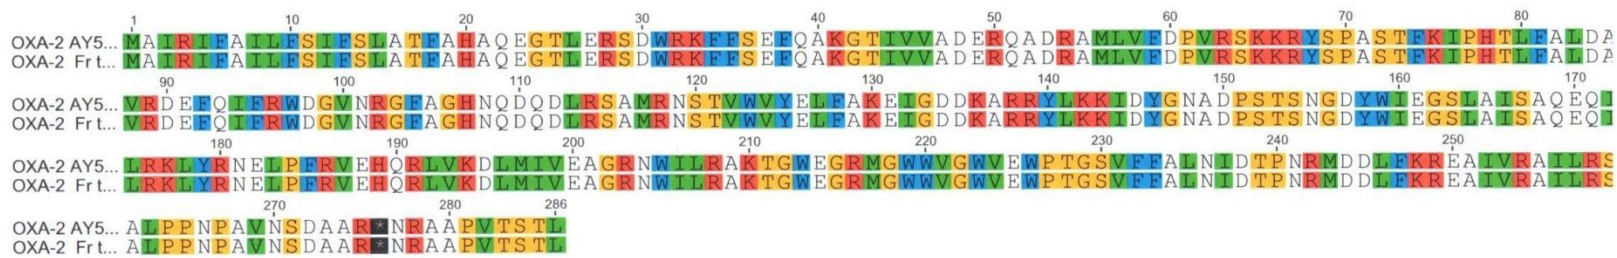 1 10 20 30 40 50 60 70 80
OXA-2 AY5... MAIRIFAILFSIFSLATFAHAQEGTLERSDWRKFFSEFQAKGTIVVADERQADRAMLVFDPVRSKKRYSPASTFKIPHTLFALDA
OXA-2 Fr t... MAIRIFAILFSIFSLATFAHAQEGTLERSDWRKFFSEFQAKGTIVVADERQADRAMLVFDPVRSKKRYSPASTFKIPHTLFALDA
90 100 110 120 130 140 150 160 170
OXA-2 AY5... VRDEFQIFRWDGVNRGFAGHNQDQDLRSAMRNSTVWVYELFAKEIGDDKARRYLKKIDYGNADPSTSNGDYWIEGSLAISAQEQI
OXA-2 Fr t... VRDEFQIFRWDGVNRGFAGHNQDQDLRSAMRNSTVWVYELFAKEIGDDKARRYLKKIDYGNADPSTSNGDYWIEGSLAISAQEQI
180 190 200 210 220 230 240 250
OXA-2 AY5... LRKLYRNELPFRVEHQRLVKDLMIVEAGRNWILRAKTGWEGRMGWWVGWVEWPTGSVFFALNIDTPNRMDDLFKREAIVRAILRS
OXA-2 Fr t... LRKLYRNELPFRVEHQRLVKDLMIVEAGRNWILRAKTGWEGRMGWWVGWVEWPTGSVFFALNIDTPNRMDDLFKREAIVRAILRS
270 280 286
OXA-2 AY5... ALPPNPAVNSDAAR*NRAAPVTSTL
OXA-2 Fr t... ALPPNPAVNSDAAR*NRAAPVTSTL